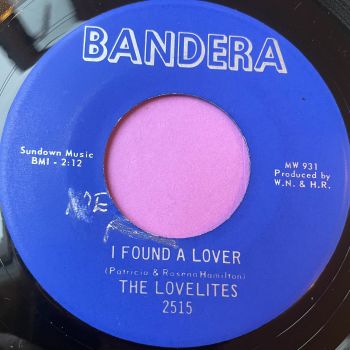 BANDERA
Sundown Music
BMI - 2:12
MW 931
Produced by
W.N. & H.R.
I FOUND A LOVER
(Patricia & Rosena Hamilton)
THE LOVELITES
2515